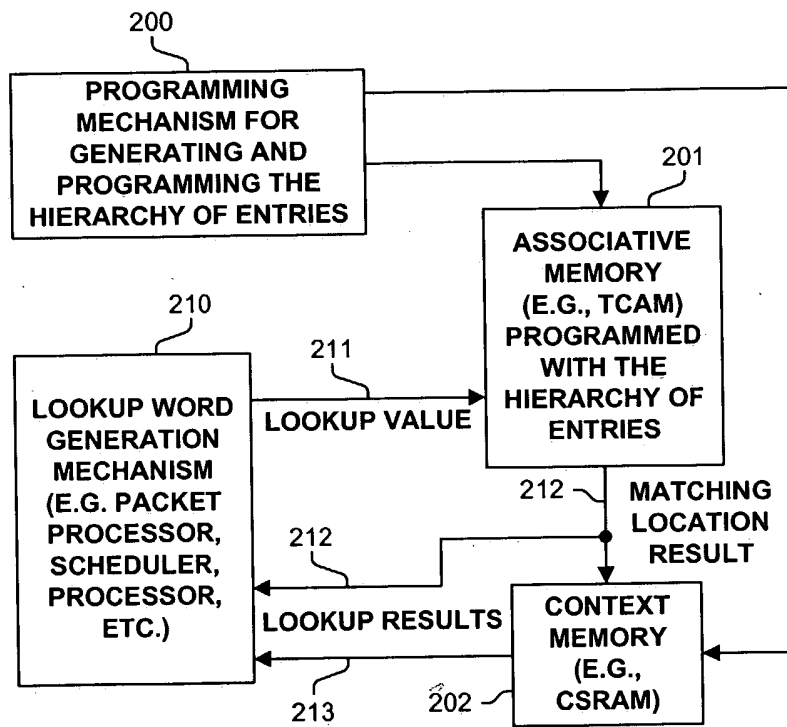 200
PROGRAMMING
MECHANISM FOR
GENERATING AND
PROGRAMMING THE
HIERARCHY OF ENTRIES
201
ASSOCIATIVE
MEMORY
(E.G., TCAM)
PROGRAMMED
WITH THE
HIERARCHY OF
ENTRIES
210
LOOKUP WORD
GENERATION
MECHANISM
(E.G. PACKET
PROCESSOR,
SCHEDULER,
PROCESSOR,
ETC.)
211
LOOKUP VALUE
212
MATCHING
LOCATION
RESULT
212
LOOKUP RESULTS
213
CONTEXT
MEMORY
(E.G.,
CSRAM)
202